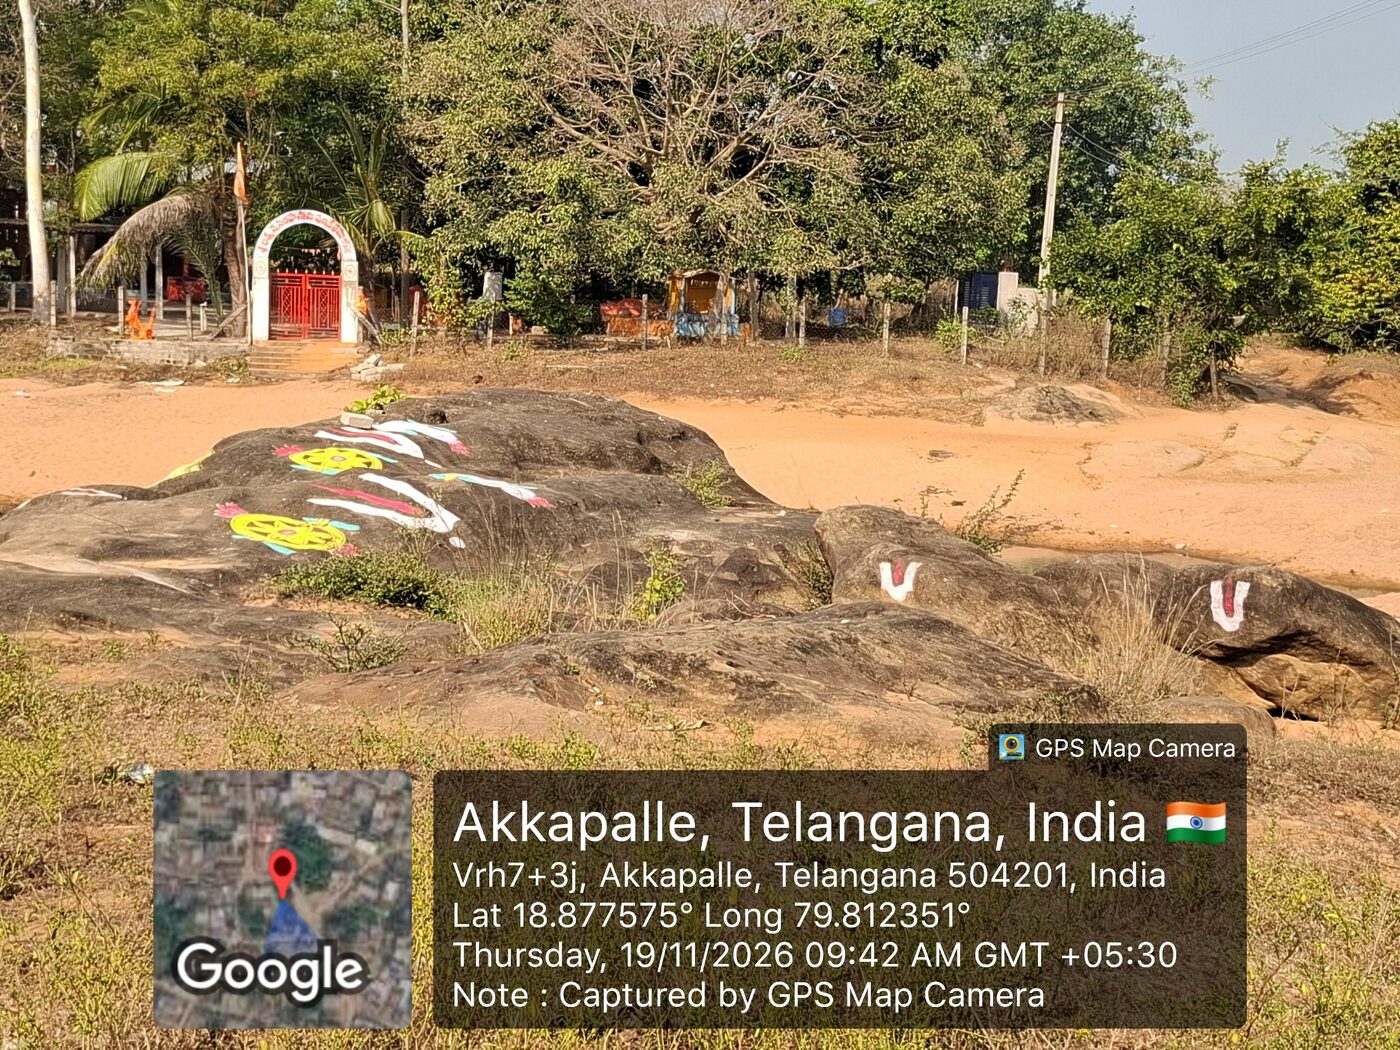 GPS Map Camera
Akkapalle, Telangana, India
Vrh7+3j, Akkapalle, Telangana 504201, India
Lat 18.877575° Long 79.812351°
Thursday, 19/11/2026 09:42 AM GMT +05:30
Note : Captured by GPS Map Camera
Google